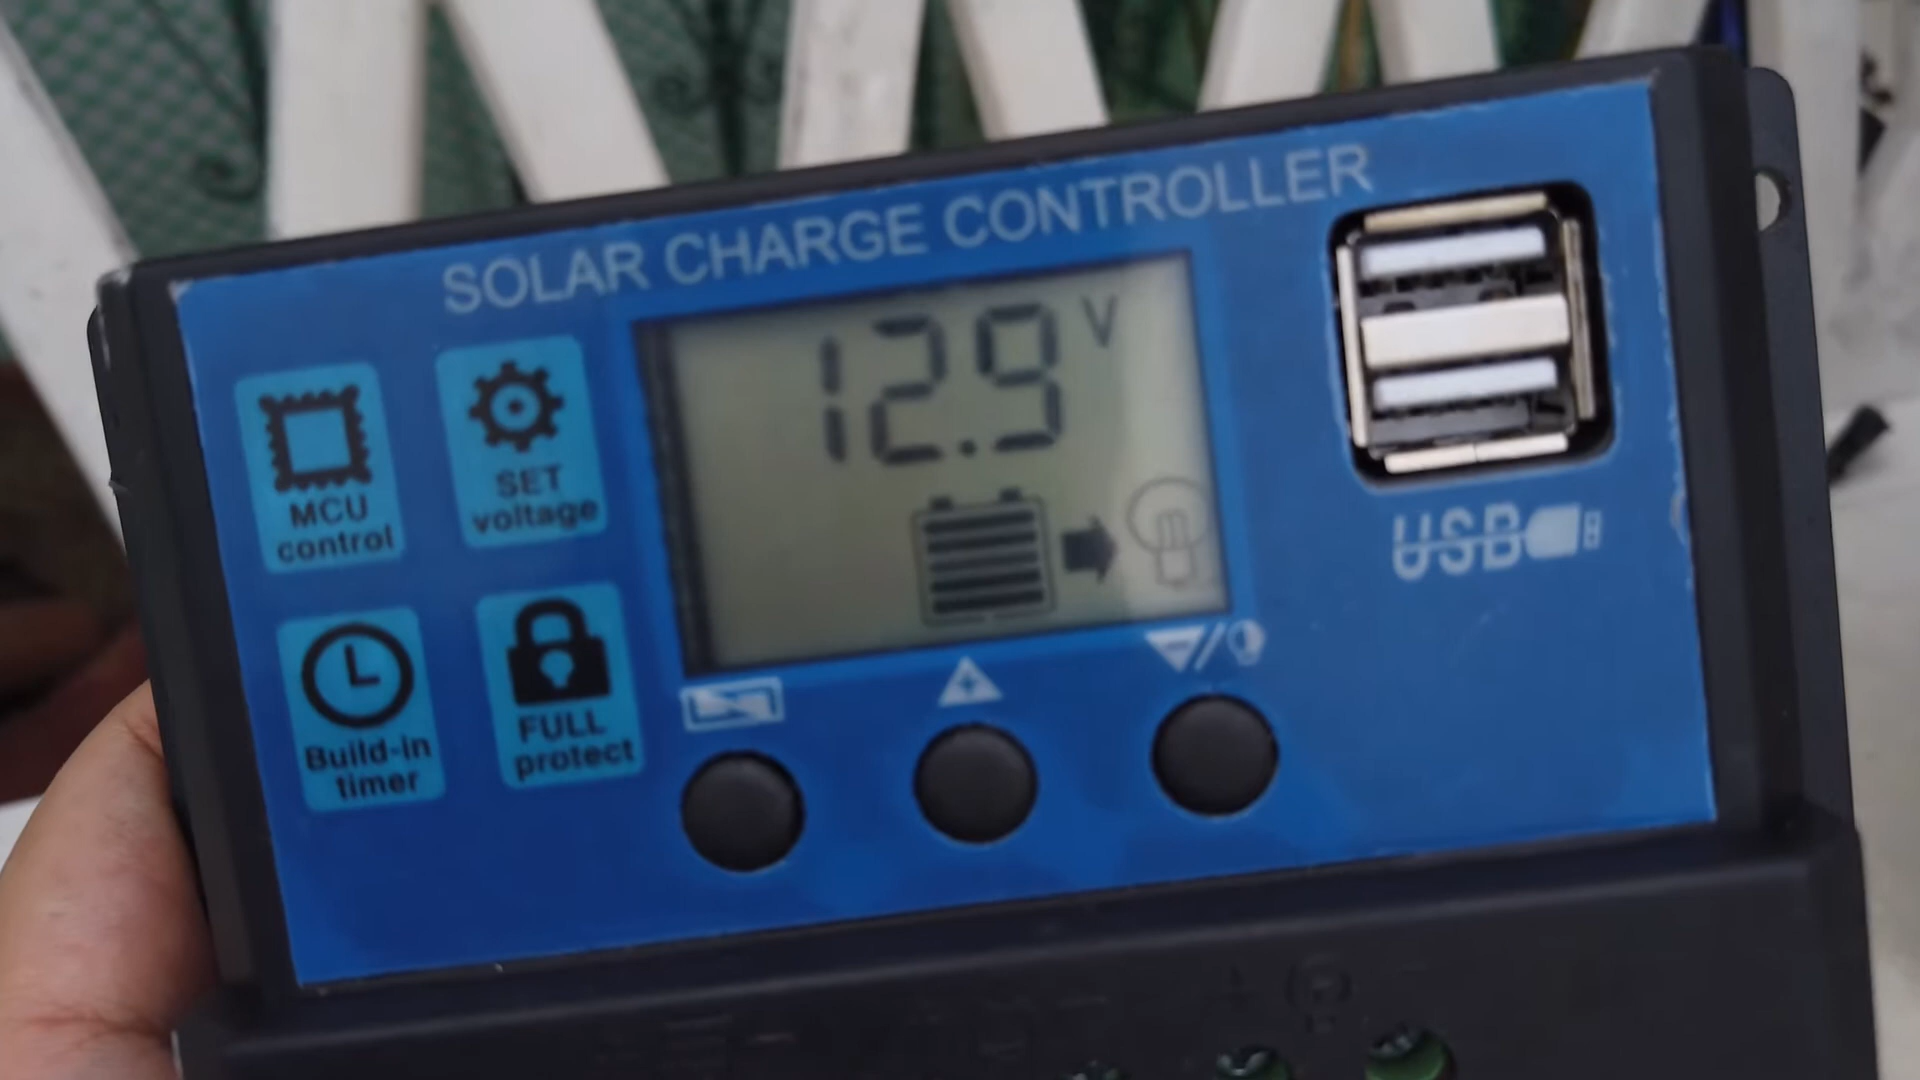 SOLAR CHARGE CONTROLLER
12.9 V
MCU
control
SET
voltage
Build-in
timer
FULL
protect
USB